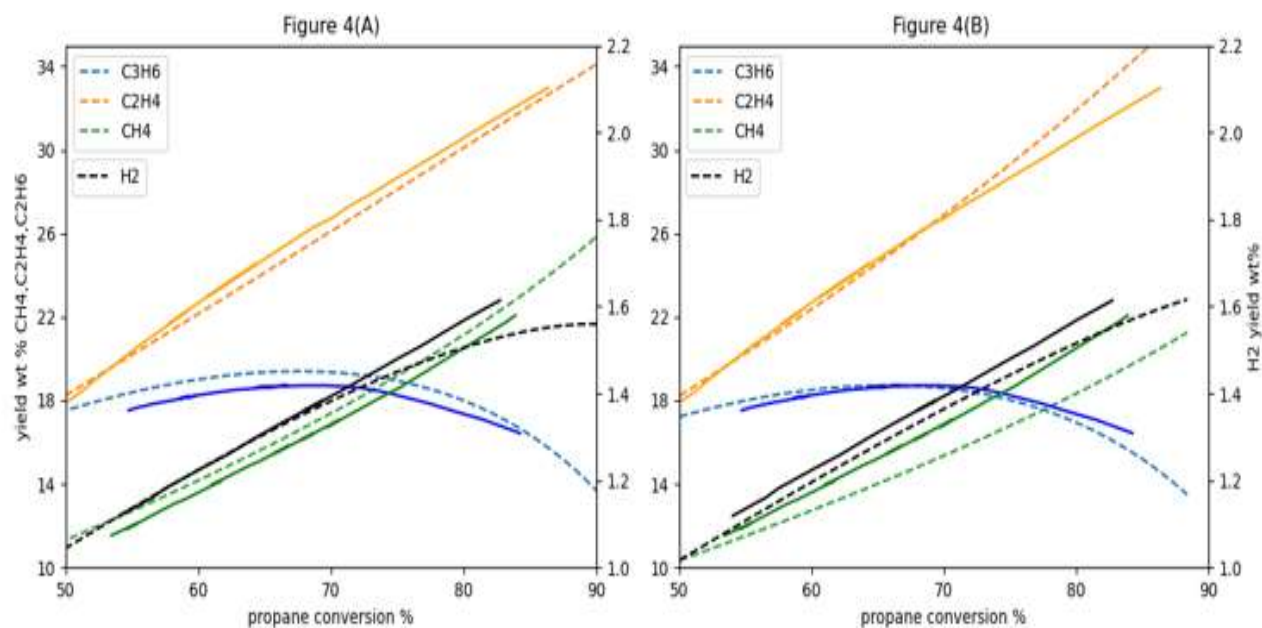 Figure 4(A)
34
30
26
22
18
14
10
2.2
2.0
1.8
1.6
1.4
1.2
1.0
50
60
70
80
90
C3H6
C2H4
CH4
H2
yield wt % CH4,C2H4,C2H6
propane conversion %
Figure 4(B)
34
30
26
22
18
14
10
2.2
2.0
1.8
1.6
1.4
1.2
1.0
50
60
70
80
90
C3H6
C2H4
CH4
H2
H2 yield wt%
propane conversion %